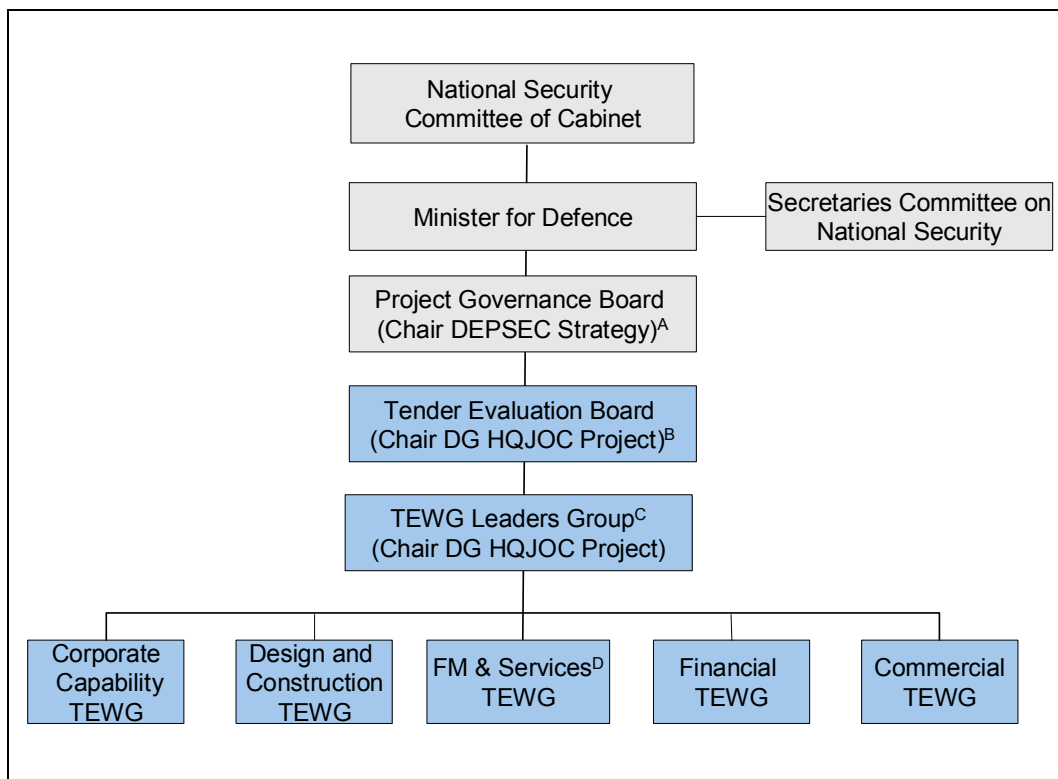 National Security
Committee of Cabinet
Minister for Defence
Secretaries Committee on
National Security
Project Governance Board
(Chair DEPSEC Strategy)ᴬ
Tender Evaluation Board
(Chair DG HQJOC Project)ᴮ
TEWG Leaders Groupᶜ
(Chair DG HQJOC Project)
Corporate
Capability
TEWG
Design and
Construction
TEWG
FM & Servicesᴰ
TEWG
Financial
TEWG
Commercial
TEWG